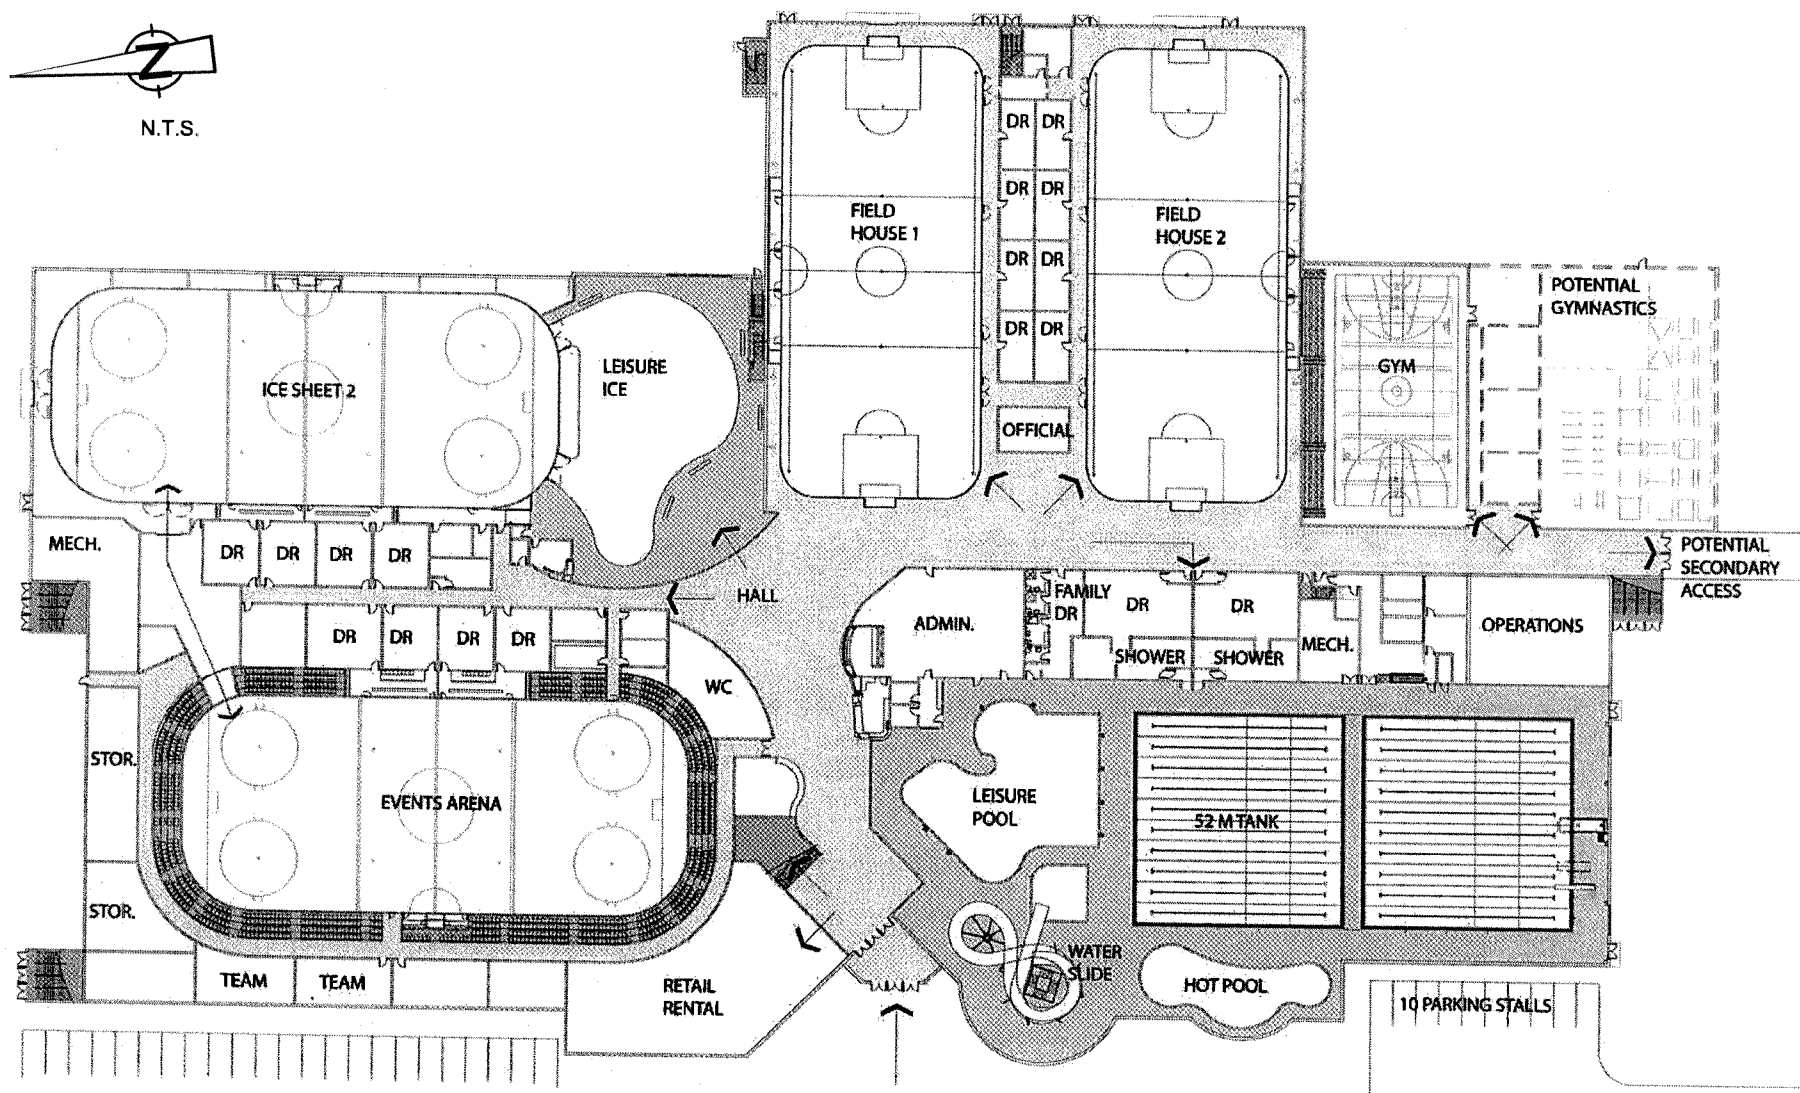 Z
N.T.S.
DR DR
DR DR
FIELD
HOUSE 1
FIELD
HOUSE 2
DR DR
DR DR
POTENTIAL
GYMNASTICS
LEISURE
ICE
ICE SHEET 2
GYM
OFFICIAL
MECH.
DR DR DR DR
POTENTIAL
SECONDARY
ACCESS
HALL
FAMILY
DR
DR
DR
DR DR DR DR
ADMIN.
OPERATIONS
SHOWER
SHOWER
MECH.
WC
STOR.
EVENTS ARENA
LEISURE
POOL
52 M TANK
STOR.
WATER
SLIDE
TEAM
TEAM
RETAIL
RENTAL
HOT POOL
10 PARKING STALLS